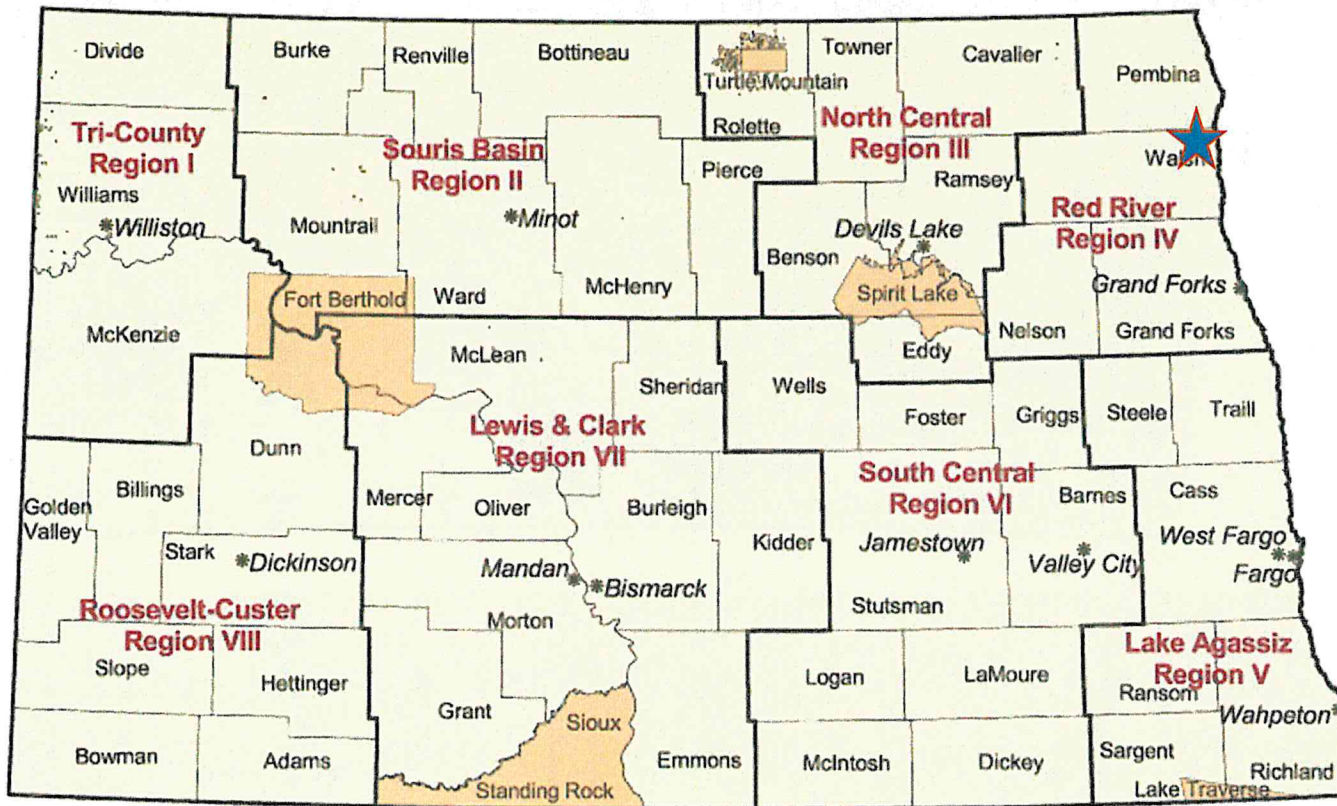 Divide
Burke
Renville
Bottineau
Towner
Cavalier
Pembina
Turtle Mountain
Rolette
Tri-County
Region I
Souris Basin
Region II
North Central
Region III
Pierce
Ramsey
Walsh
Williams
Williston
Mountrail
Minot
Devils Lake
Benson
Red River
Region IV
Fort Berthold
Ward
McHenry
Spirit Lake
Grand Forks
McKenzie
McLean
Eddy
Nelson
Grand Forks
Sheridan
Wells
Foster
Griggs
Steele
Traill
Dunn
Lewis & Clark
Region VII
South Central
Region VI
Golden
Valley
Billings
Mercer
Oliver
Burleigh
Barnes
Cass
Stark
Dickinson
Kidder
Jamestown
Valley City
West Fargo
Fargo
Mandan
Bismarck
Stutsman
Roosevelt-Custer
Region VIII
Morton
Lake Agassiz
Region V
Slope
Hettinger
Logan
LaMoure
Ransom
Grant
Sioux
Wahpeton
Bowman
Adams
Emmons
McIntosh
Dickey
Sargent
Richland
Standing Rock
Lake Traverse